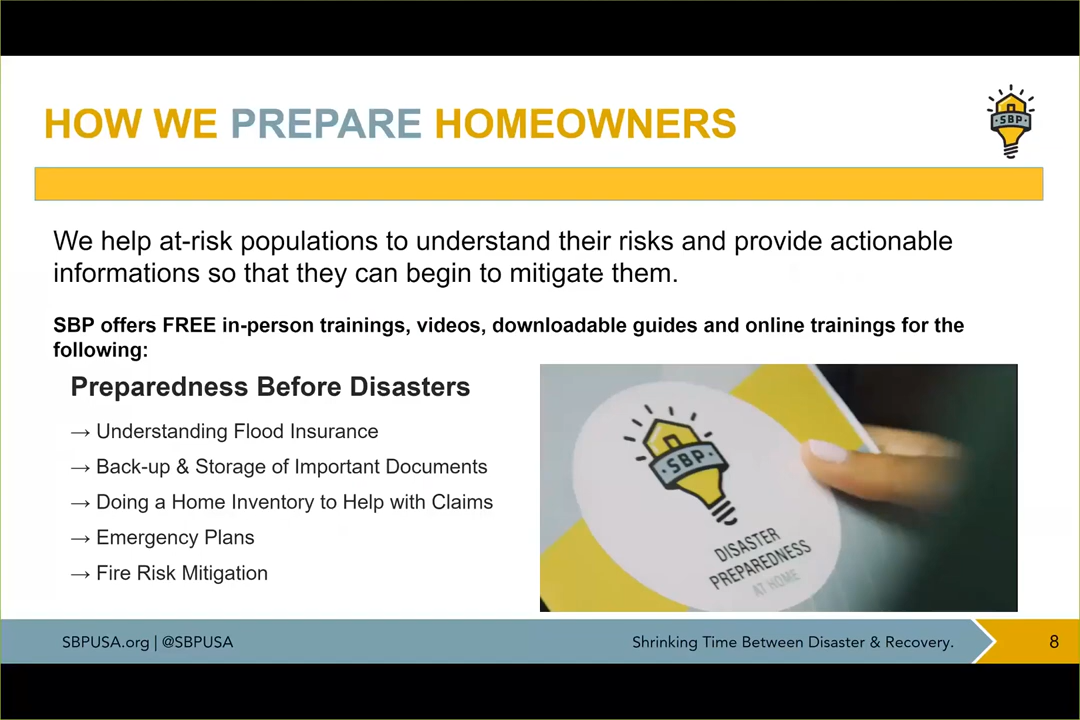 HOW WE PREPARE HOMEOWNERS
·SBP·
We help at-risk populations to understand their risks and provide actionable
informations so that they can begin to mitigate them.
SBP offers FREE in-person trainings, videos, downloadable guides and online trainings for the
following:
Preparedness Before Disasters
→ Understanding Flood Insurance
→ Back-up & Storage of Important Documents
→ Doing a Home Inventory to Help with Claims
→ Emergency Plans
→ Fire Risk Mitigation
·SBP·
DISASTER
PREPAREDNESS
AT HOME
SBPUSA.org | @SBPUSA
Shrinking Time Between Disaster & Recovery.
8